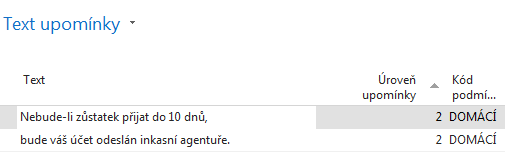 Text upomínky
Text Úroveň upomínky Kód podmí...
Nebude-li zůstatek přijat do 10 dnů, 2 DOMÁCÍ
bude váš účet odeslán inkasní agentuře. 2 DOMÁCÍ